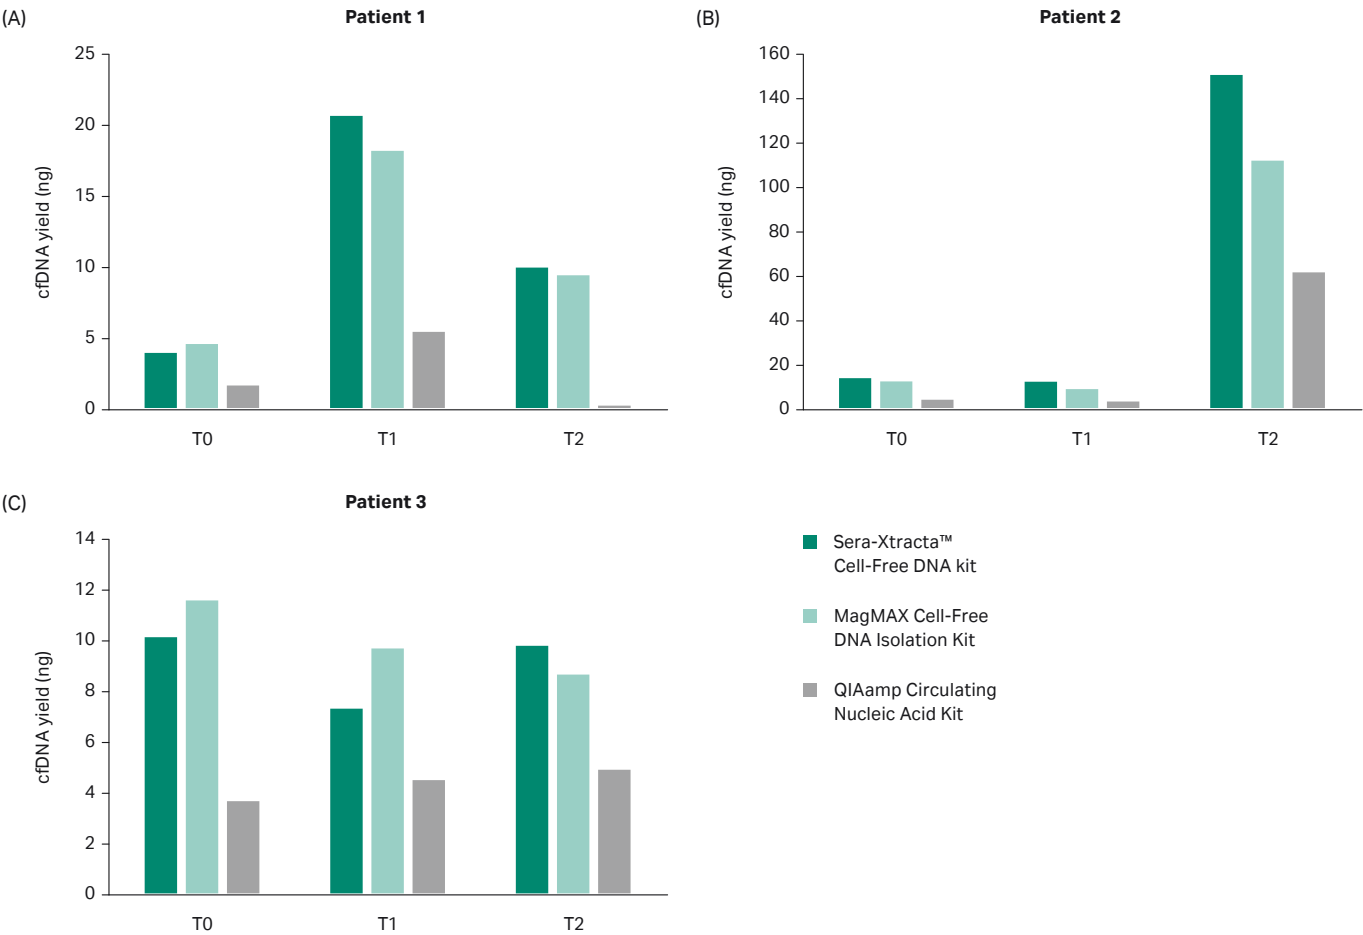 (A)
Patient 1
25
20
15
10
5
0
cfDNA yield (ng)
T0 T1 T2
(B)
Patient 2
160
140
120
100
80
60
40
20
0
cfDNA yield (ng)
T0 T1 T2
(C)
Patient 3
14
12
10
8
6
4
2
0
cfDNA yield (ng)
T0 T1 T2
Sera-Xtracta™
Cell-Free DNA kit
MagMAX Cell-Free
DNA Isolation Kit
QIAamp Circulating
Nucleic Acid Kit